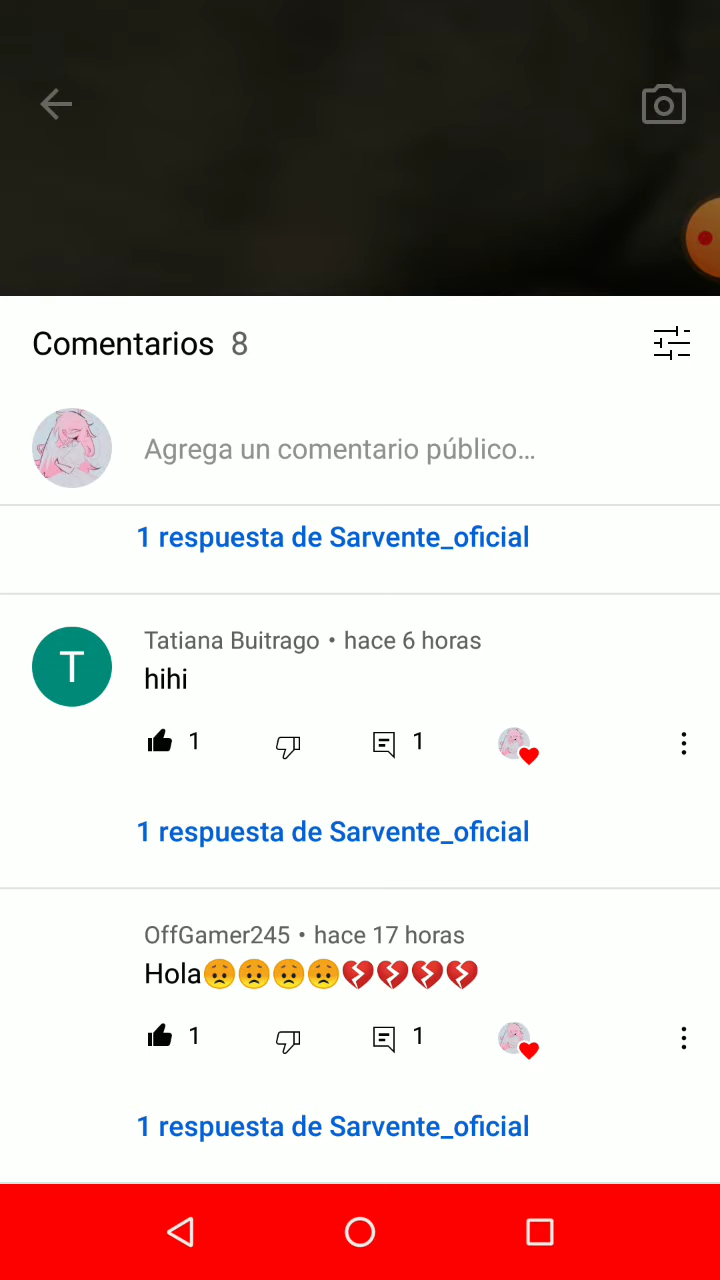 Comentarios 8
Agrega un comentario público...
1 respuesta de Sarvente_oficial
T
Tatiana Buitrago • hace 6 horas
hihi
1 1
1 respuesta de Sarvente_oficial
OffGamer245 • hace 17 horas
Hola😟😟😟😟💔💔💔💔
1 1
1 respuesta de Sarvente_oficial